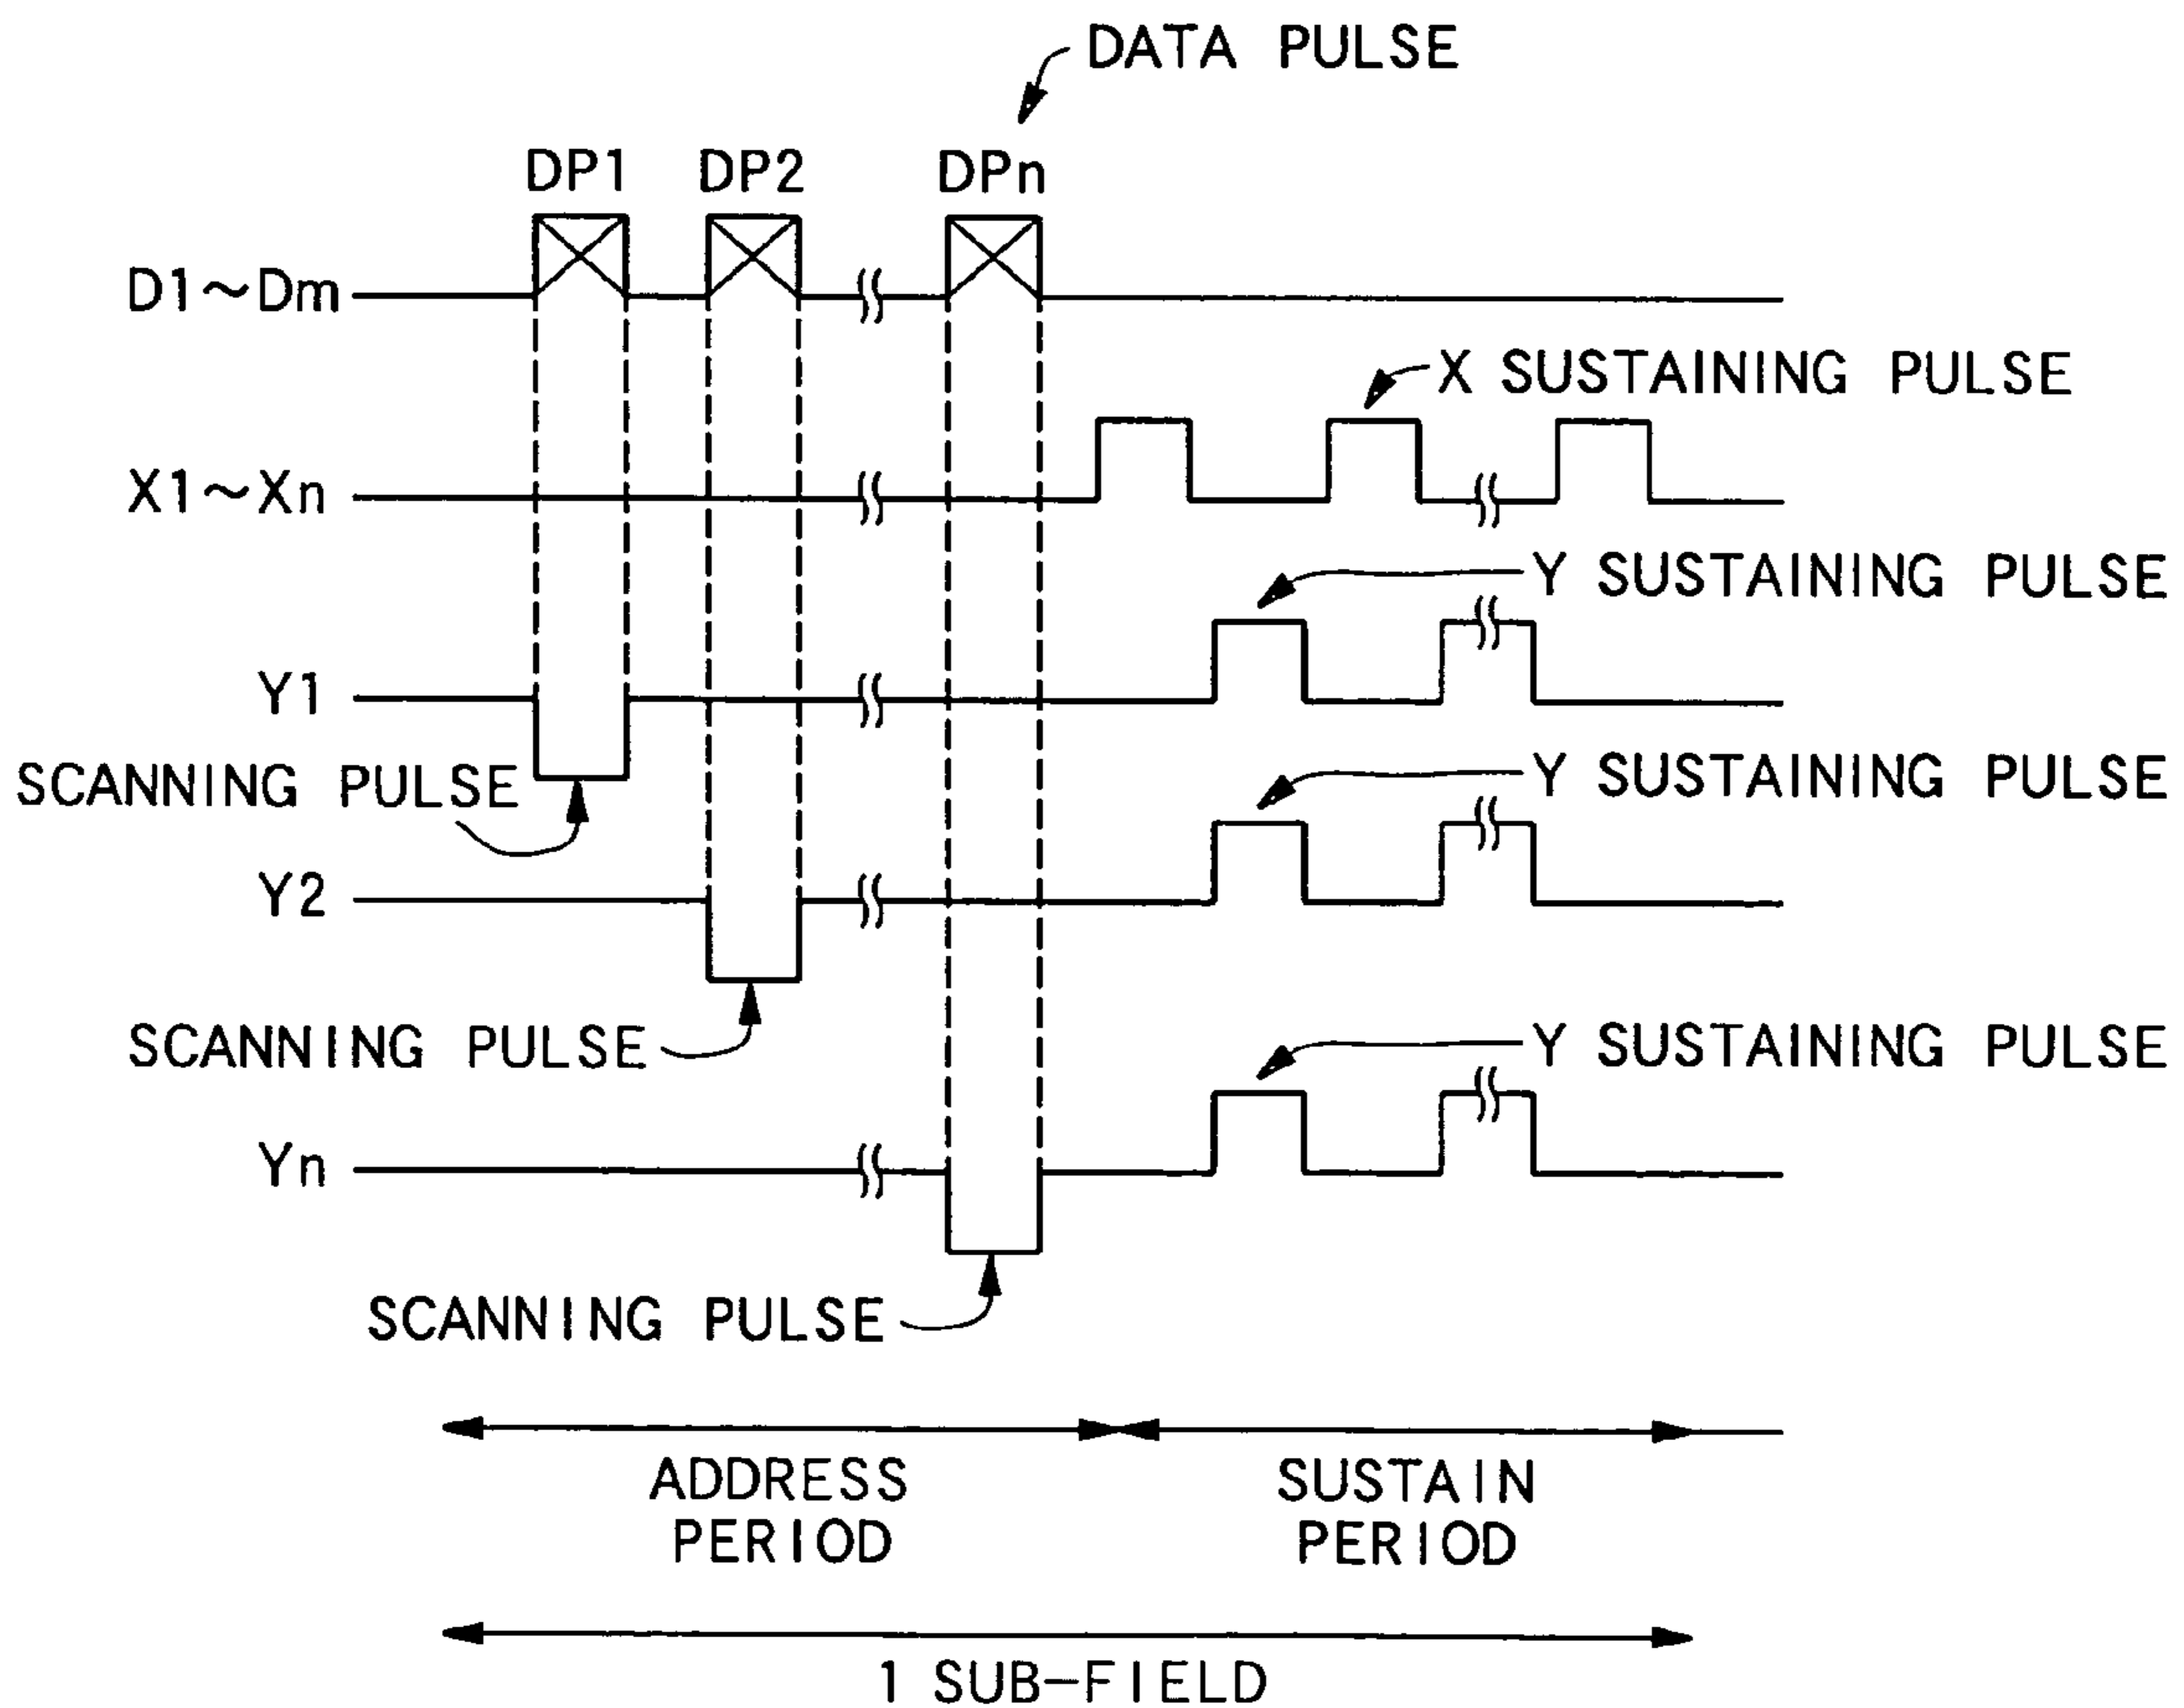 DATA PULSE
DP1 DP2 DPn
D1~Dm
X SUSTAINING PULSE
X1~Xn
Y SUSTAINING PULSE
Y1
SCANNING PULSE
Y SUSTAINING PULSE
Y2
SCANNING PULSE
Y SUSTAINING PULSE
Yn
SCANNING PULSE
ADDRESS
PERIOD
SUSTAIN
PERIOD
1 SUB-FIELD